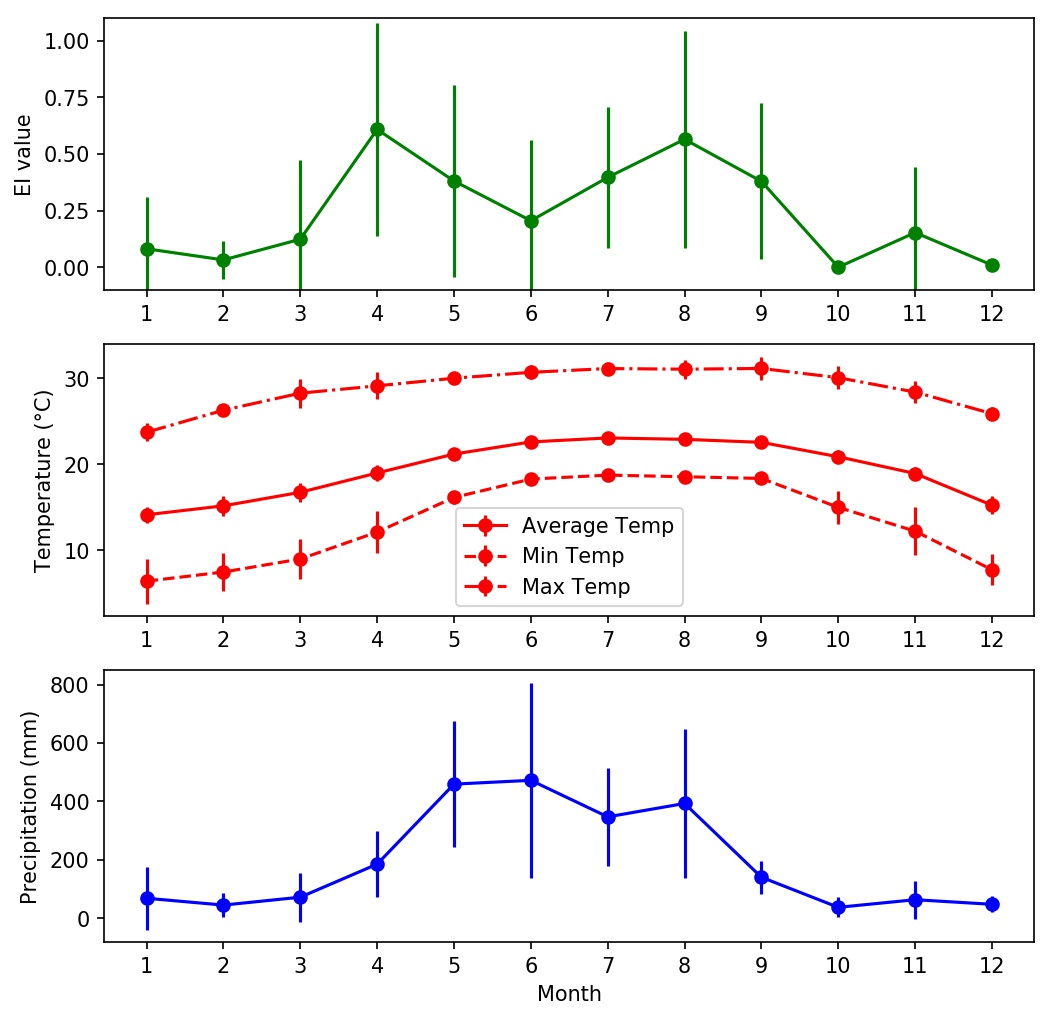 EI value
1.00
0.75
0.50
0.25
0.00
1 2 3 4 5 6 7 8 9 10 11 12
Temperature (°C)
30
20
10
Average Temp
Min Temp
Max Temp
1 2 3 4 5 6 7 8 9 10 11 12
Precipitation (mm)
800
600
400
200
0
1 2 3 4 5 6 7 8 9 10 11 12
Month